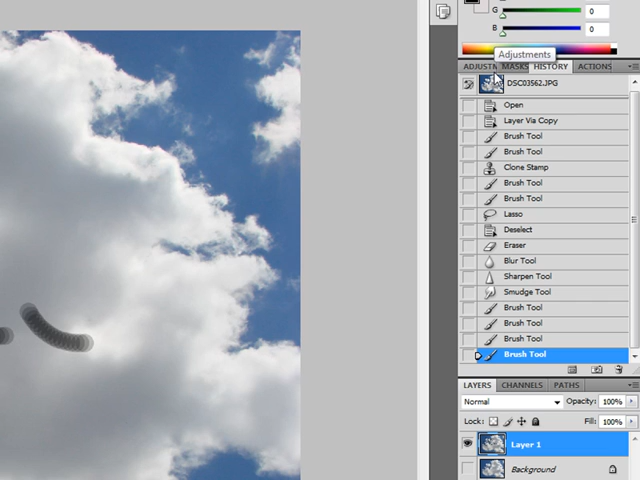 G 0
B 0
Adjustments
ADJUSTM MASKS HISTORY ACTIONS
DSC03562.JPG
Open
Layer Via Copy
Brush Tool
Brush Tool
Clone Stamp
Brush Tool
Brush Tool
Lasso
Deselect
Eraser
Blur Tool
Sharpen Tool
Smudge Tool
Brush Tool
Brush Tool
Brush Tool
Brush Tool
LAYERS CHANNELS PATHS
Normal Opacity: 100%
Lock: Fill: 100%
Layer 1
Background